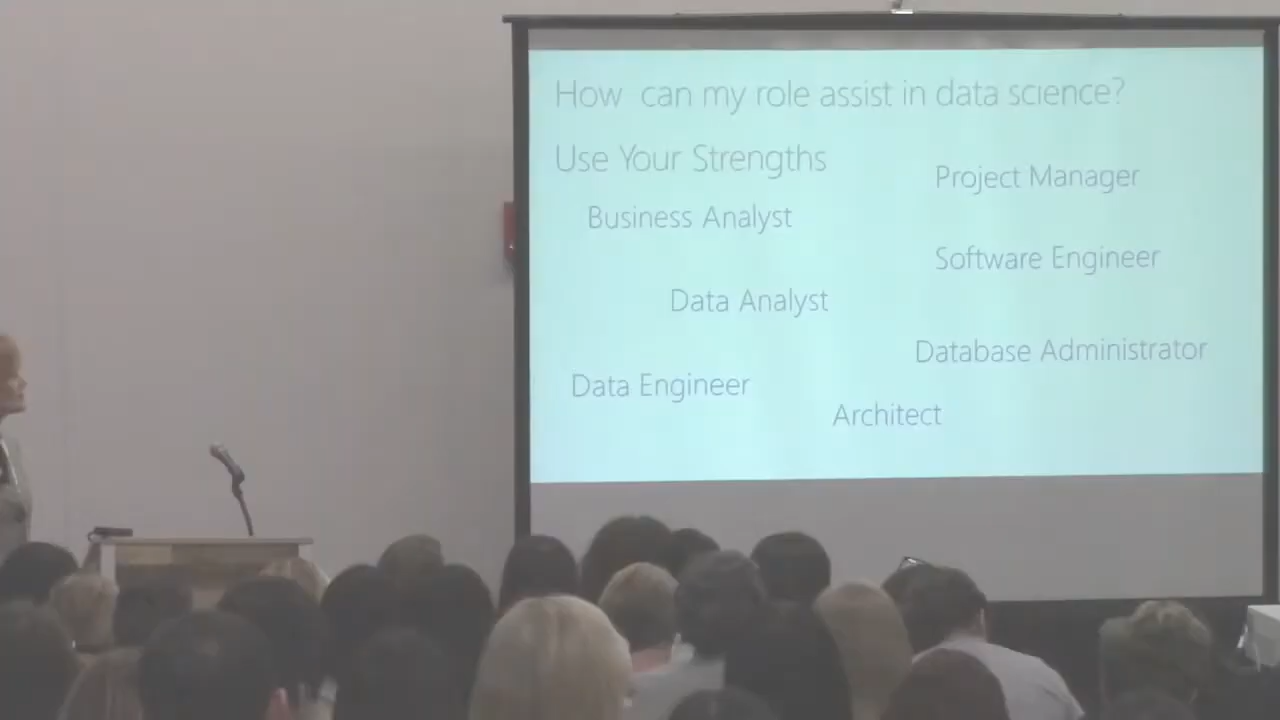 How can my role assist in data science?
Use Your Strengths
Project Manager
Business Analyst
Software Engineer
Data Analyst
Database Administrator
Data Engineer
Architect